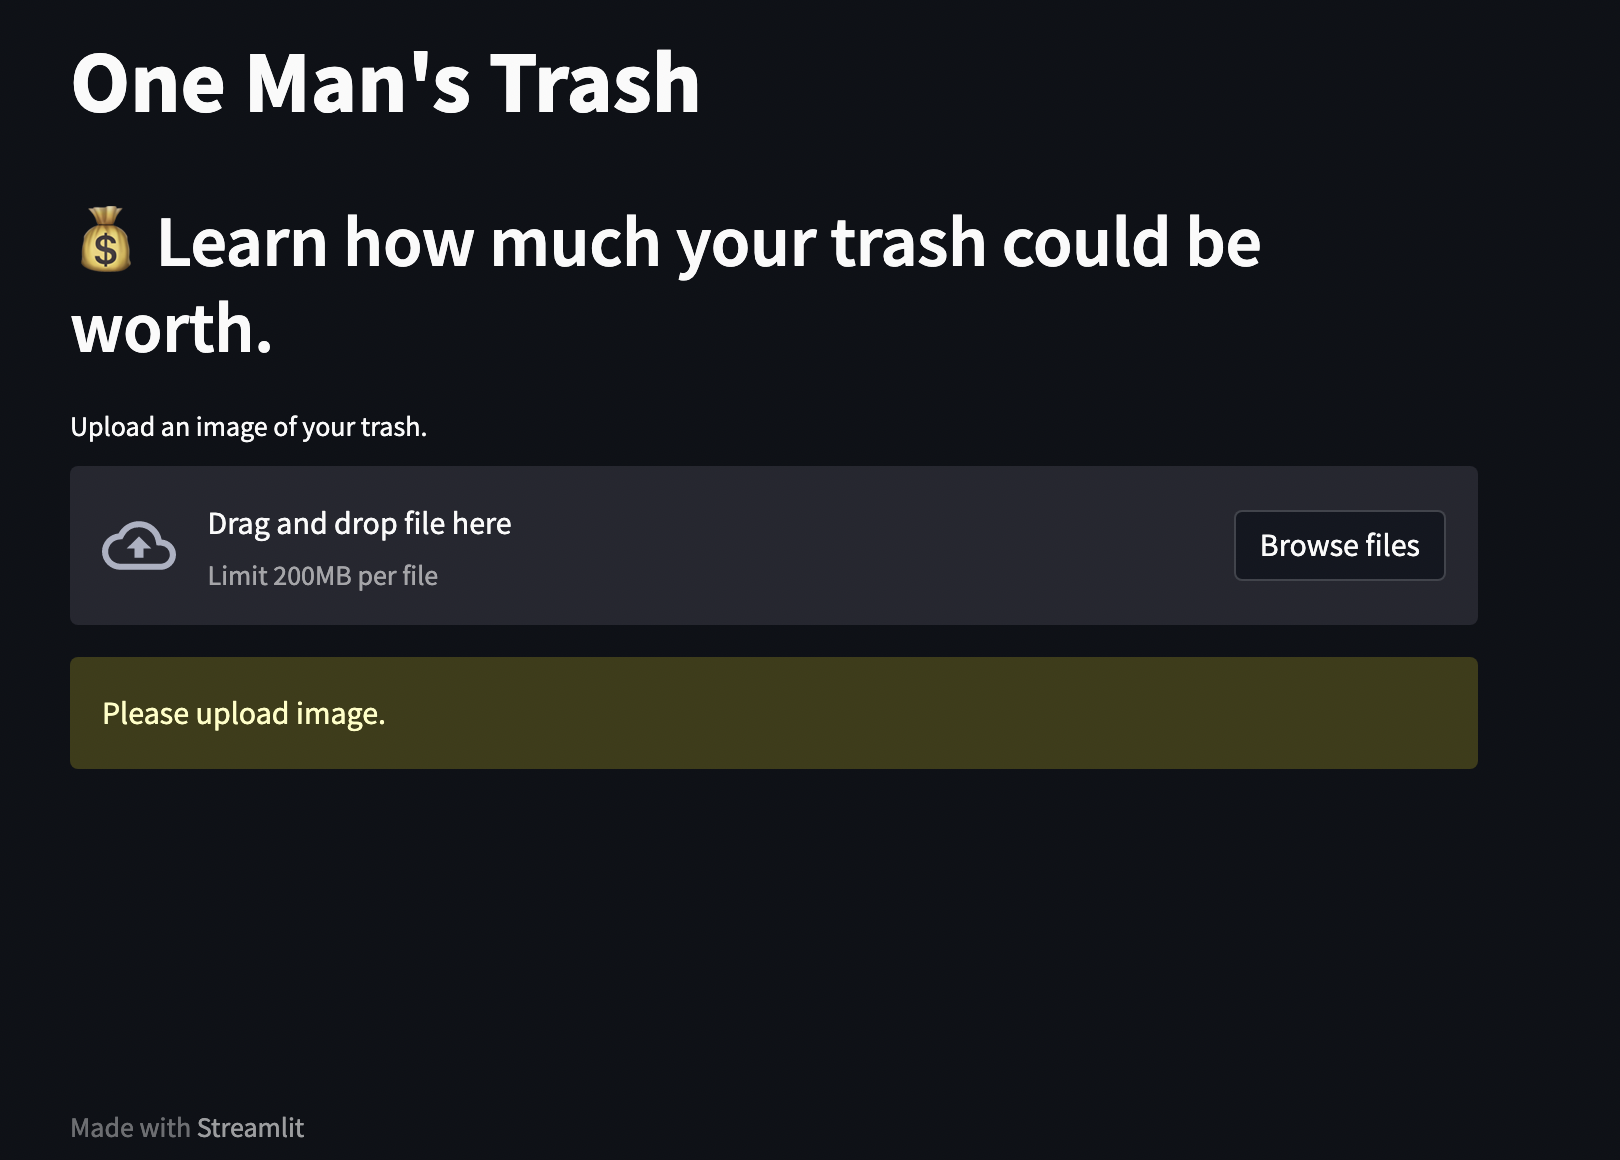 One Man's Trash
💰 Learn how much your trash could be
worth.
Upload an image of your trash.
Drag and drop file here
Limit 200MB per file
Browse files
Please upload image.
Made with Streamlit